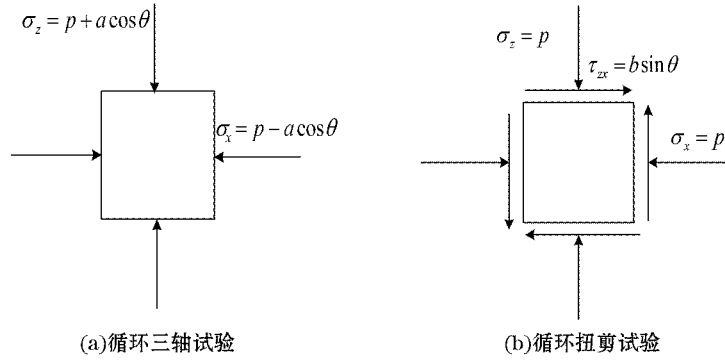 σz = p + a cosθ
σx = p − a cosθ
(a)循环三轴试验
σz = p
τzx = b sinθ
σx = p
(b)循环扭剪试验